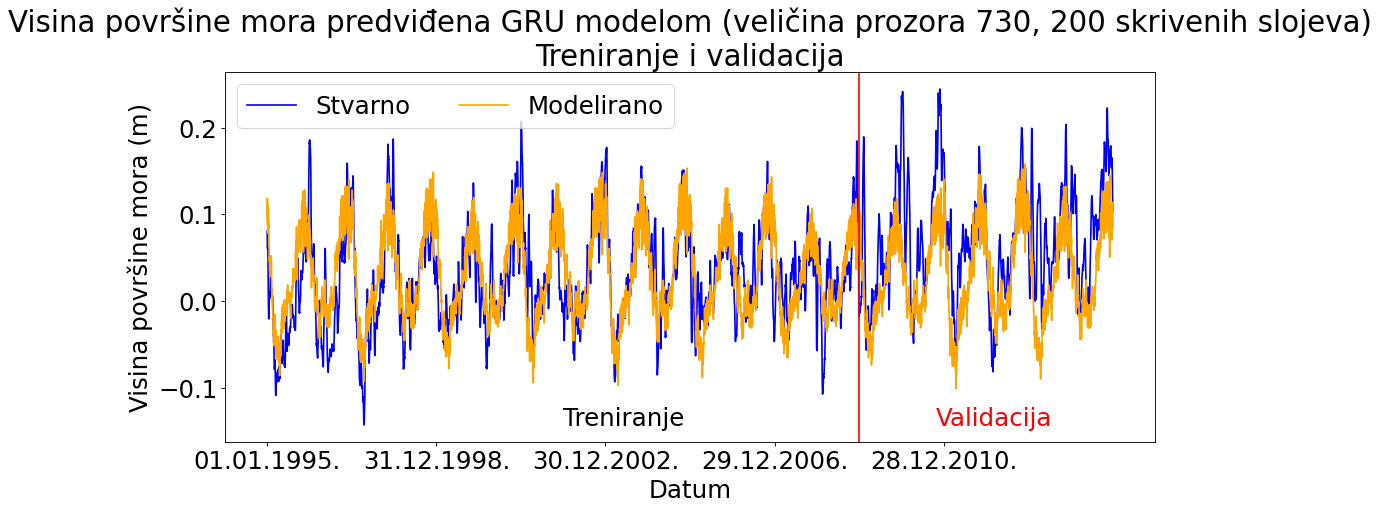 Visina površine mora predviđena GRU modelom (veličina prozora 730, 200 skrivenih slojeva)
Treniranje i validacija
Stvarno
Modelirano
Visina površine mora (m)
0.2
0.1
0.0
−0.1
Treniranje
Validacija
01.01.1995.
31.12.1998.
30.12.2002.
29.12.2006.
28.12.2010.
Datum